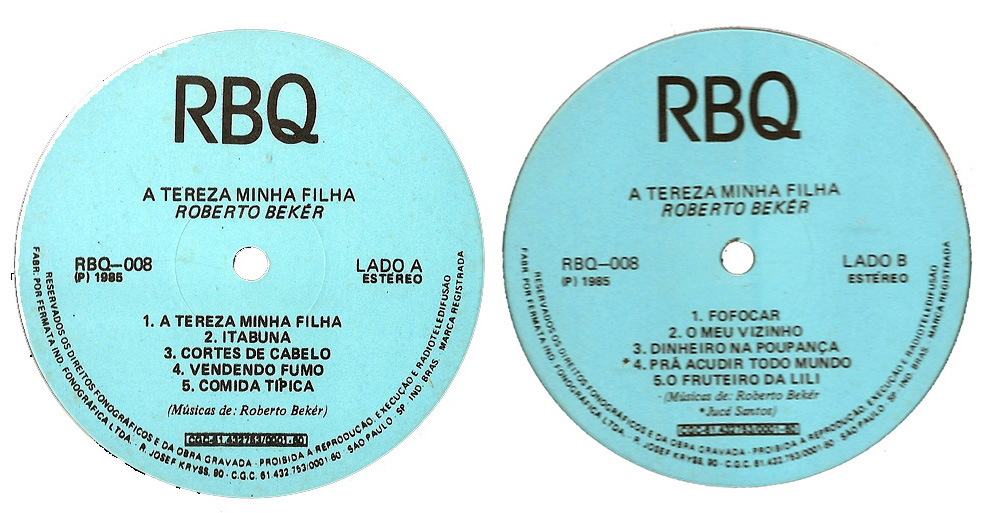 RBQ
A TEREZA MINHA FILHA
ROBERTO BEKÉR
RBQ—008
(P) 1985
LADO A
ESTÉREO
1. A TEREZA MINHA FILHA
2. ITABUNA
3. CORTES DE CABELO
4. VENDENDO FUMO
5. COMIDA TIPICA
(Músicas de: Roberto Bekér)
RESERVADOS OS DIREITOS FONOGRÁFICOS E DA OBRA GRAVADA - PROIBIDA A REPRODUÇÃO, EXECUÇÃO E RADIOTELEDIFUSÃO
FABR. POR FERMATA IND. FONOGRAFICA LTDA. - R. JOSEF KRYSS, 90 - C.G.C. 61.432.753/0001-60 - SÃO PAULO - SP - IND. BRAS. MARCA REGISTRADA
RBQ
A TEREZA MINHA FILHA
ROBERTO BEKÉR
RBQ—008
(P) 1985
LADO B
ESTÉREO
1. FOFOCAR
2. O MEU VIZINHO
3. DINHEIRO NA POUPANÇA
*4. PRÁ ACUDIR TODO MUNDO
5.O FRUTEIRO DA LILI
(Músicas de: Roberto Bekér
*Jucá Santos)
RESERVADOS OS DIREITOS FONOGRÁFICOS E DA OBRA GRAVADA - PROIBIDA A REPRODUÇÃO, EXECUÇÃO E RADIOTELEDIFUSÃO
FABR. POR FERMATA IND. FONOGRAFICA LTDA. - R. JOSEF KRYSS, 90 - C.G.C. 61.432.753/0001-60 - SÃO PAULO - SP - IND. BRAS. MARCA REGISTRADA